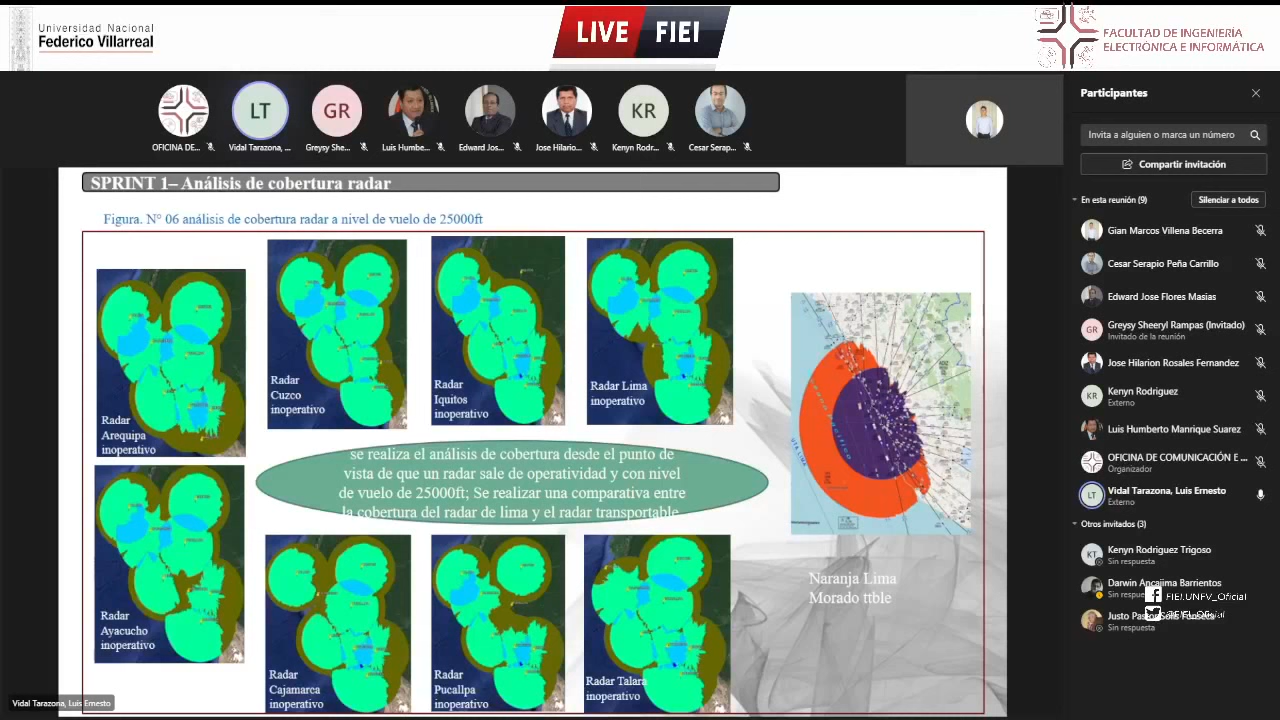 Universidad Nacional
Federico Villarreal
LIVE FIEI
FACULTAD DE INGENIERÍA
ELECTRÓNICA E INFORMÁTICA
LT
GR
KR
OFICINA DE...
Vidal Tarazona, ...
Greysy She...
Luis Humbe...
Edward Jos...
Jose Hilario...
Kenyn Rodr...
Cesar Serap...
SPRINT 1– Análisis de cobertura radar
Figura. N° 06 análisis de cobertura radar a nivel de vuelo de 25000ft
Radar
Arequipa
inoperativo
Radar
Cuzco
inoperativo
Radar
Iquitos
inoperativo
Radar Lima
inoperativo
se realiza el análisis de cobertura desde el punto de
vista de que un radar sale de operatividad y con nivel
de vuelo de 25000ft; Se realizar una comparativa entre
la cobertura del radar de lima y el radar transportable
Radar
Ayacucho
inoperativo
Radar
Cajamarca
inoperativo
Radar
Pucallpa
inoperativo
Radar Talara
inoperativo
Naranja Lima
Morado ttble
Vidal Tarazona, Luis Ernesto
Participantes
Invita a alguien o marca un número
Compartir invitación
En esta reunión (9)
Silenciar a todos
Gian Marcos Villena Becerra
Cesar Serapio Peña Carrillo
Edward Jose Flores Masias
GR
Greysy Sheeryl Rampas (Invitado)
Invitado de la reunión
Jose Hilarion Rosales Fernandez
KR
Kenyn Rodriguez
Externo
Luis Humberto Manrique Suarez
OFICINA DE COMUNICACIÓN E ...
Organizador
LT
Vidal Tarazona, Luis Ernesto
Externo
Otros invitados (3)
KT
Kenyn Rodriguez Trigoso
Sin respuesta
Darwin Ancajima Barrientos
Sin respuesta
FIEI.UNFV_Oficial
Sin respuesta